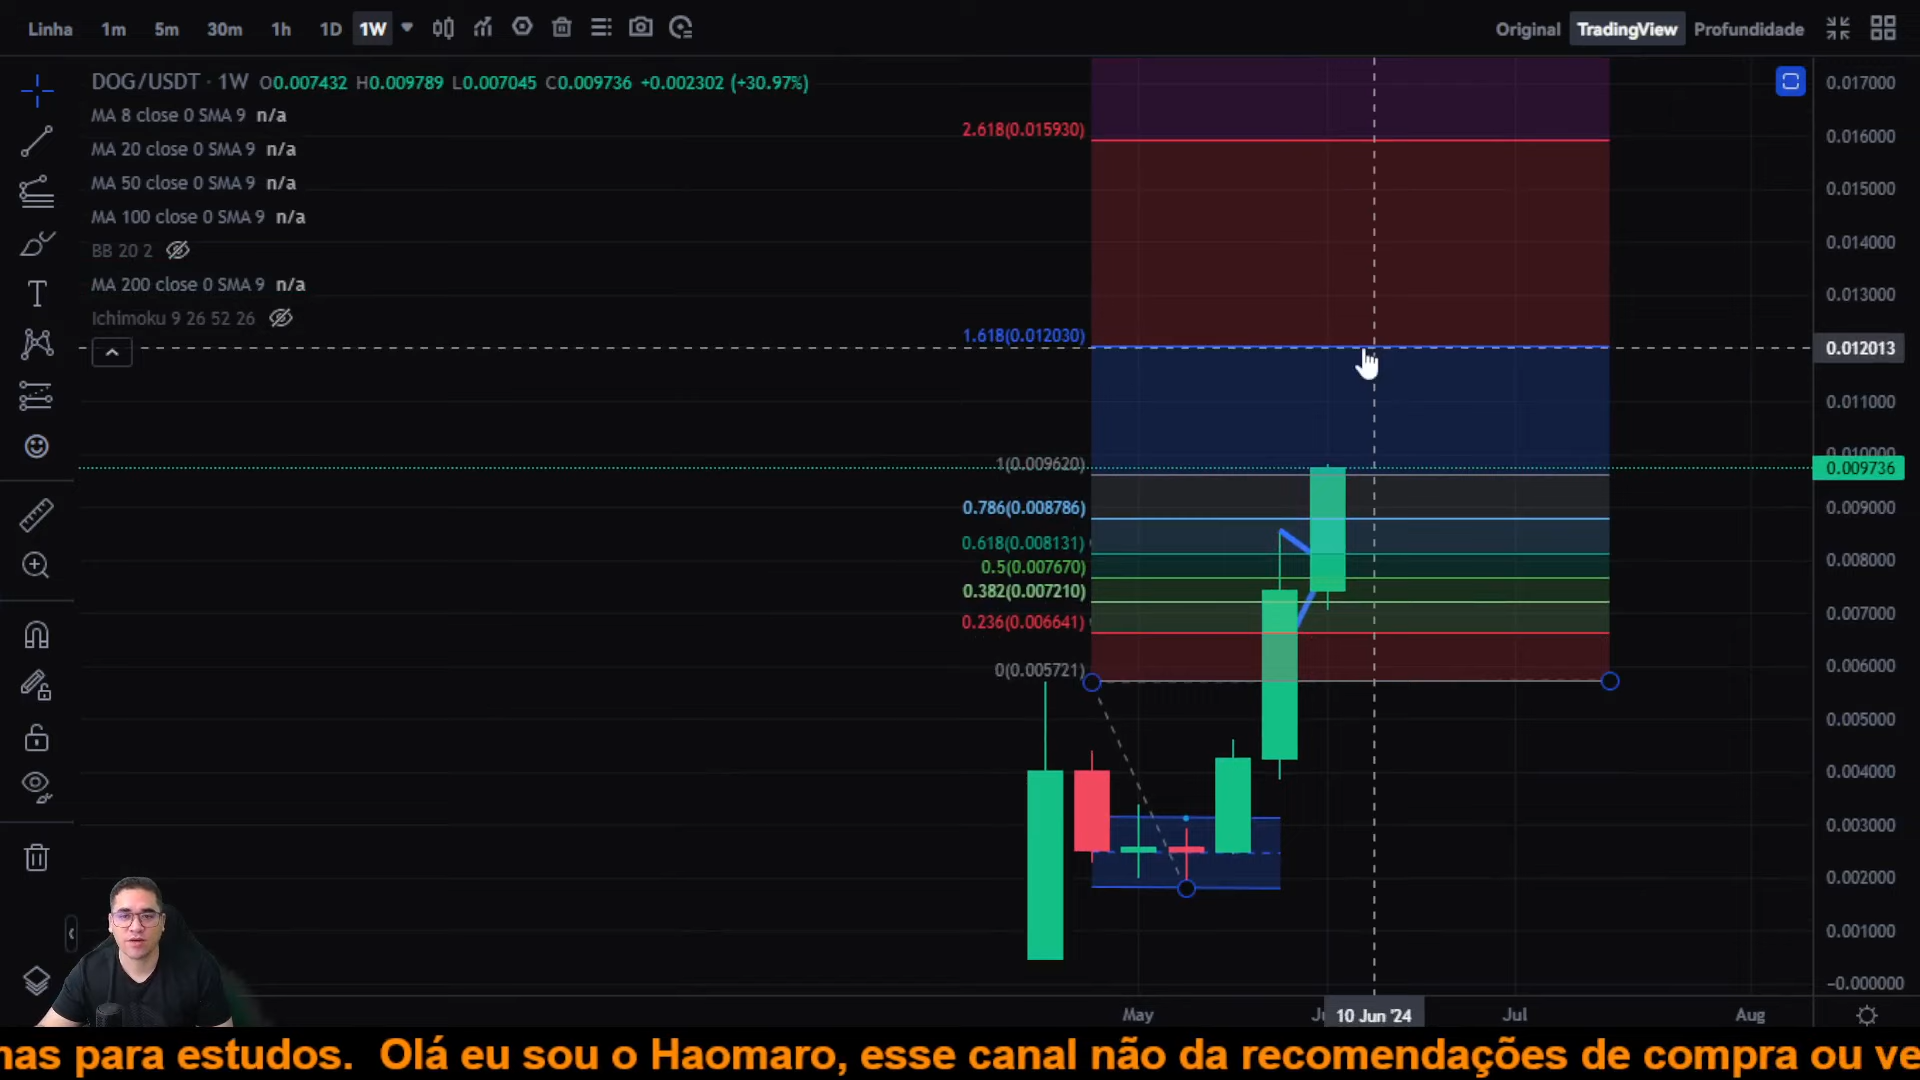 Linha 1m 5m 30m 1h 1D 1W Original TradingView Profundidade
DOG/USDT · 1W O0.007432 H0.009789 L0.007045 C0.009736 +0.002302 (+30.97%)
MA 8 close 0 SMA 9 n/a
MA 20 close 0 SMA 9 n/a
MA 50 close 0 SMA 9 n/a
MA 100 close 0 SMA 9 n/a
BB 20 2
MA 200 close 0 SMA 9 n/a
Ichimoku 9 26 52 26
2.618(0.015930)
1.618(0.012030)
1(0.009620)
0.786(0.008786)
0.618(0.008131)
0.5(0.007670)
0.382(0.007210)
0.236(0.006641)
0(0.005721)
0.017000
0.016000
0.015000
0.014000
0.013000
0.012013
0.011000
0.010000
0.009736
0.009000
0.008000
0.007000
0.006000
0.005000
0.004000
0.003000
0.002000
0.001000
-0.000000
May 10 Jun '24 Jul Aug
nas para estudos. Olá eu sou o Haomaro, esse canal não da recomendações de compra ou ve